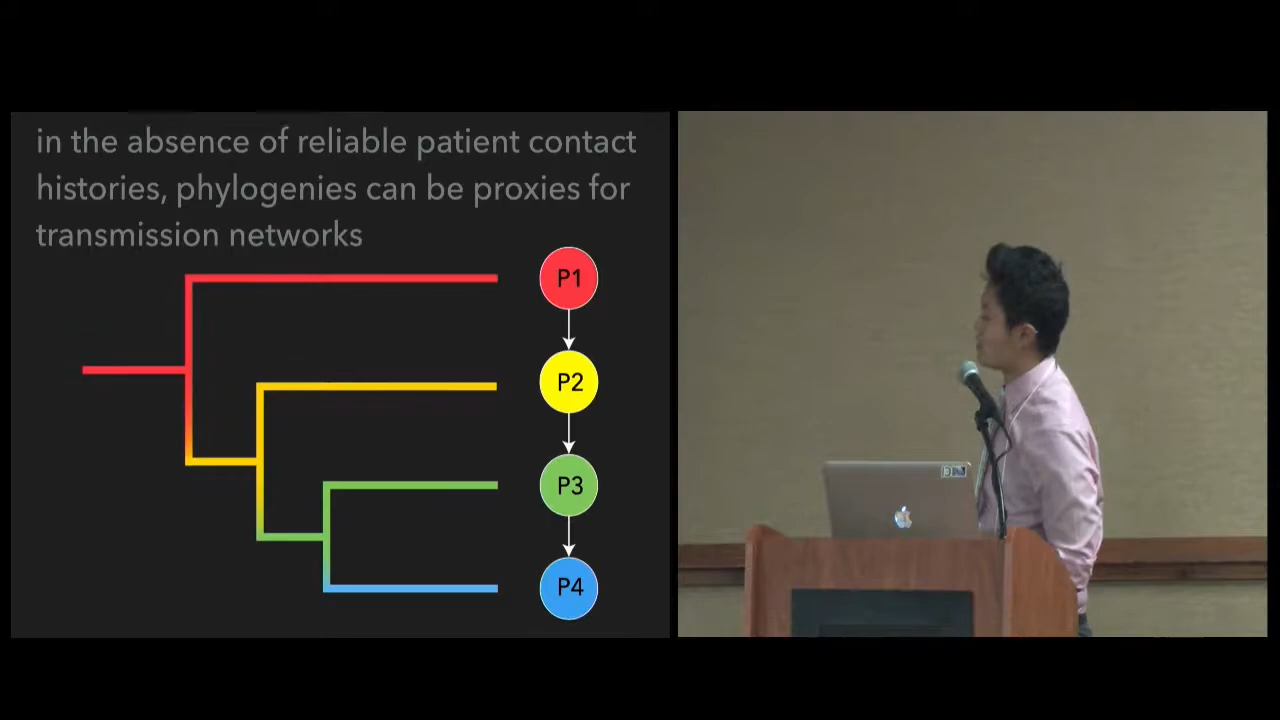 in the absence of reliable patient contact
histories, phylogenies can be proxies for
transmission networks
P1
P2
P3
P4